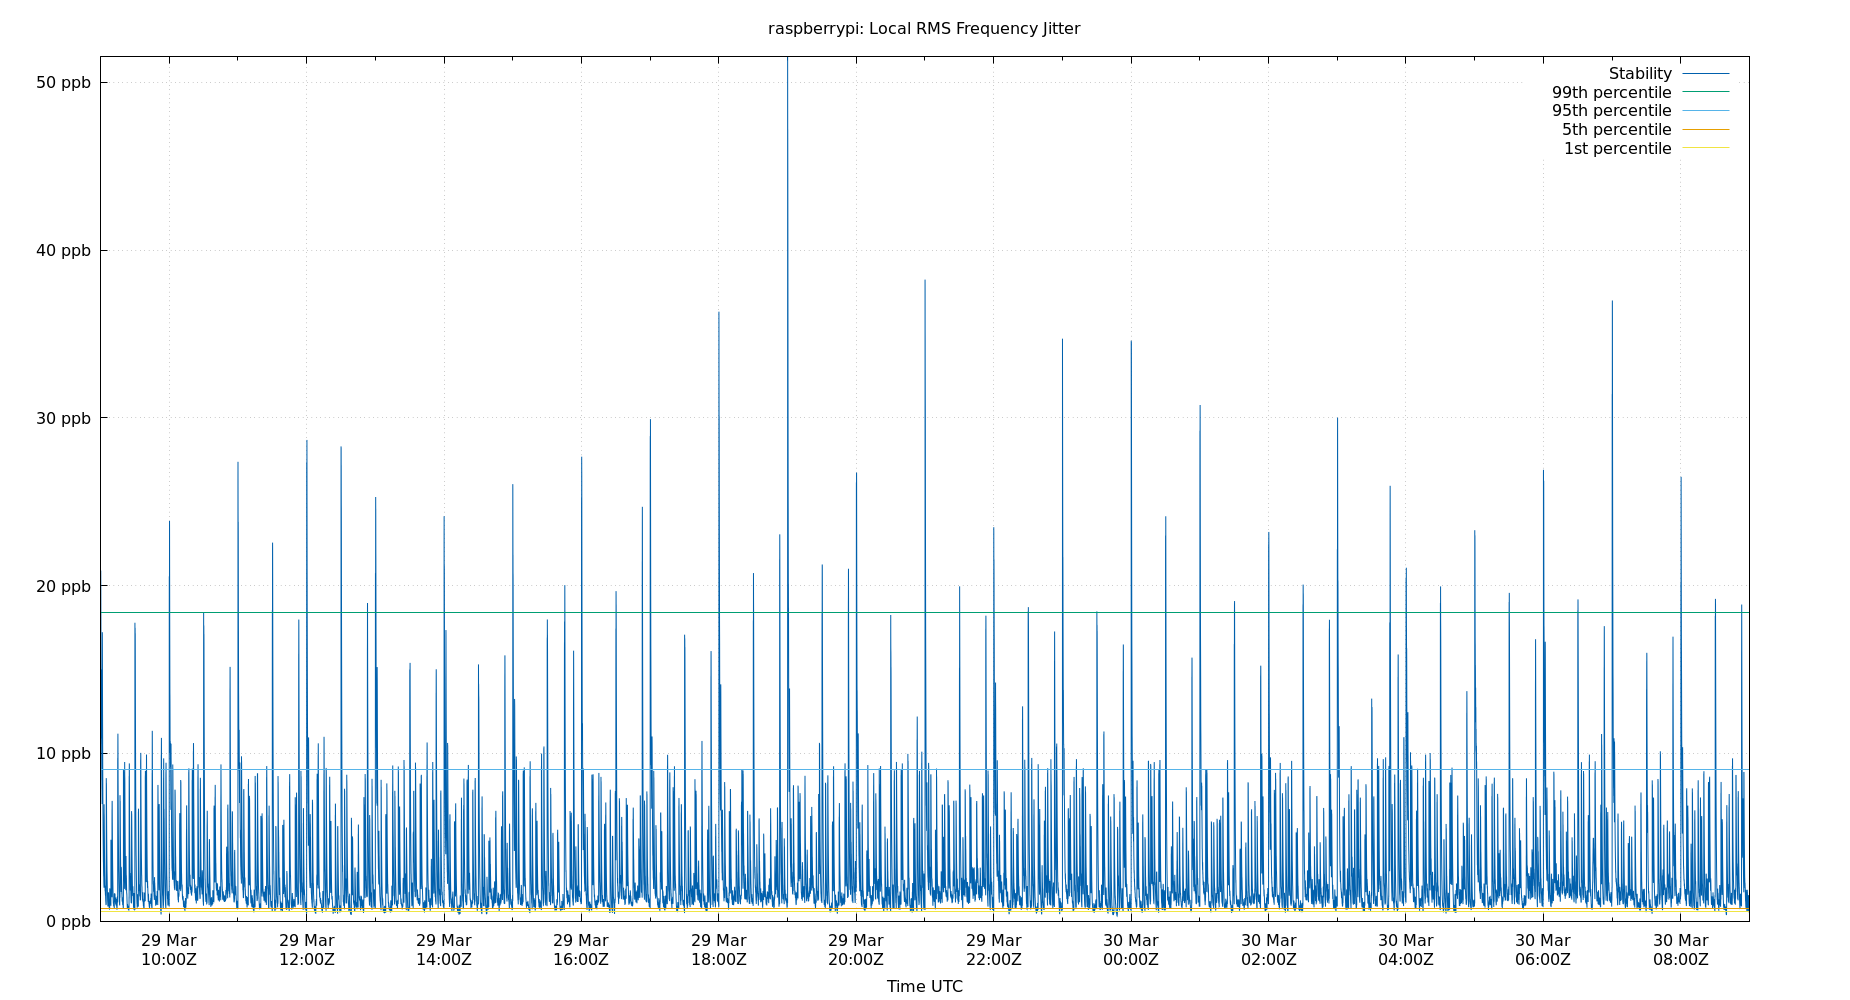 raspberrypi: Local RMS Frequency Jitter
50 ppb
40 ppb
30 ppb
20 ppb
10 ppb
0 ppb
Stability
99th percentile
95th percentile
5th percentile
1st percentile
29 Mar 29 Mar 29 Mar 29 Mar 29 Mar 29 Mar 29 Mar 30 Mar 30 Mar 30 Mar 30 Mar 30 Mar
10:00Z 12:00Z 14:00Z 16:00Z 18:00Z 20:00Z 22:00Z 00:00Z 02:00Z 04:00Z 06:00Z 08:00Z
Time UTC